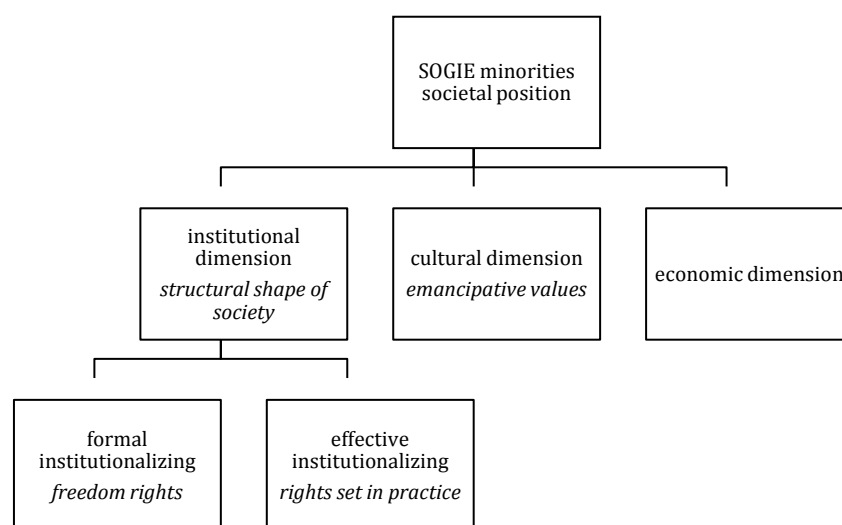 SOGIE minorities
societal position
institutional
dimension
structural shape of
society
cultural dimension
emancipative values
economic dimension
formal
institutionalizing
freedom rights
effective
institutionalizing
rights set in practice